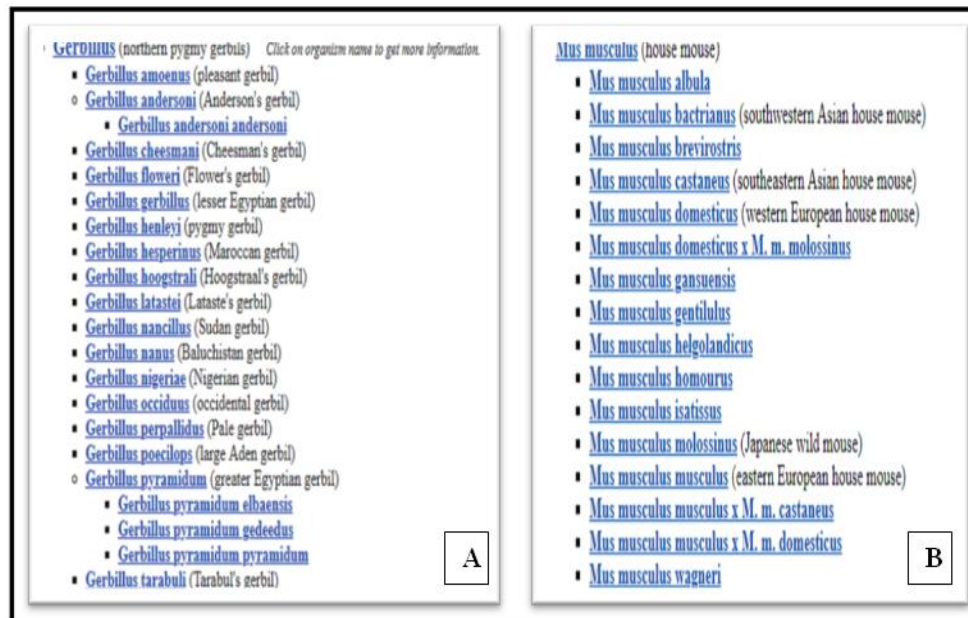 Gerbillus (northern pygmy gerbils) Click on organism name to get more information.
Gerbillus amoenus (pleasant gerbil)
Gerbillus andersoni (Anderson's gerbil)
Gerbillus andersoni andersoni
Gerbillus cheesmani (Cheesman's gerbil)
Gerbillus floweri (Flower's gerbil)
Gerbillus gerbillus (lesser Egyptian gerbil)
Gerbillus henleyi (pygmy gerbil)
Gerbillus hesperinus (Maroccan gerbil)
Gerbillus hoogstrali (Hoogstraal's gerbil)
Gerbillus latastei (Lataste's gerbil)
Gerbillus nancillus (Sudan gerbil)
Gerbillus nanus (Baluchistan gerbil)
Gerbillus nigeriae (Nigerian gerbil)
Gerbillus occiduus (occidental gerbil)
Gerbillus perpallidus (Pale gerbil)
Gerbillus poecilops (large Aden gerbil)
Gerbillus pyramidum (greater Egyptian gerbil)
Gerbillus pyramidum elbaensis
Gerbillus pyramidum gedeedus
Gerbillus pyramidum pyramidum
Gerbillus tarabuli (Tarabul's gerbil)
A
Mus musculus (house mouse)
Mus musculus albula
Mus musculus bactrianus (southwestern Asian house mouse)
Mus musculus brevirostris
Mus musculus castaneus (southeastern Asian house mouse)
Mus musculus domesticus (western European house mouse)
Mus musculus domesticus x M. m. molossinus
Mus musculus gansuensis
Mus musculus gentilulus
Mus musculus helgolandicus
Mus musculus homourus
Mus musculus isatissus
Mus musculus molossinus (Japanese wild mouse)
Mus musculus musculus (eastern European house mouse)
Mus musculus musculus x M. m. castaneus
Mus musculus musculus x M. m. domesticus
Mus musculus wagneri
B